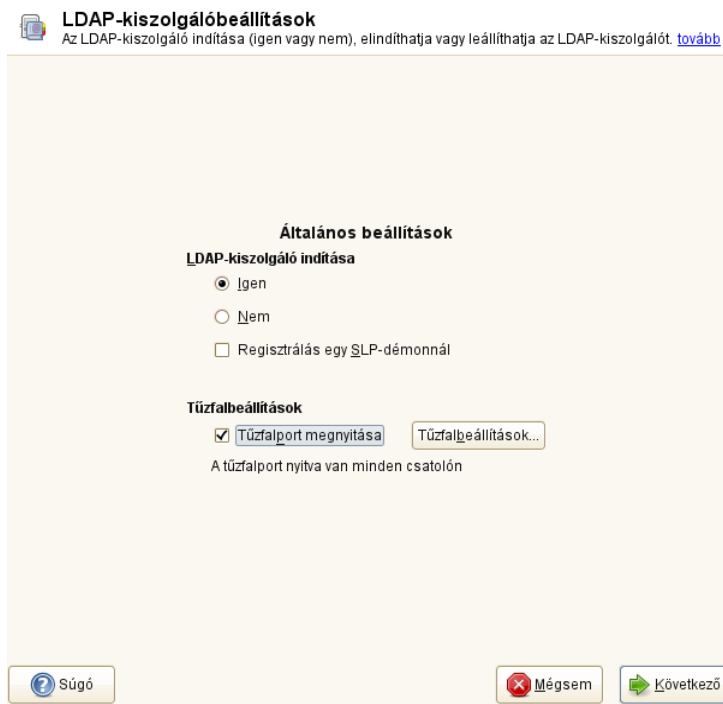 LDAP-kiszolgálóbeállítások
Az LDAP-kiszolgáló indítása (igen vagy nem), elindíthatja vagy leállíthatja az LDAP-kiszolgálót. tovább
Általános beállítások
LDAP-kiszolgáló indítása
Igen
Nem
Regisztrálás egy SLP-démonnál
Tűzfalbeállítások
Tűzfalport megnyitása Tűzfalbeállítások...
A tűzfalport nyitva van minden csatolón
Súgó Mégsem Következő